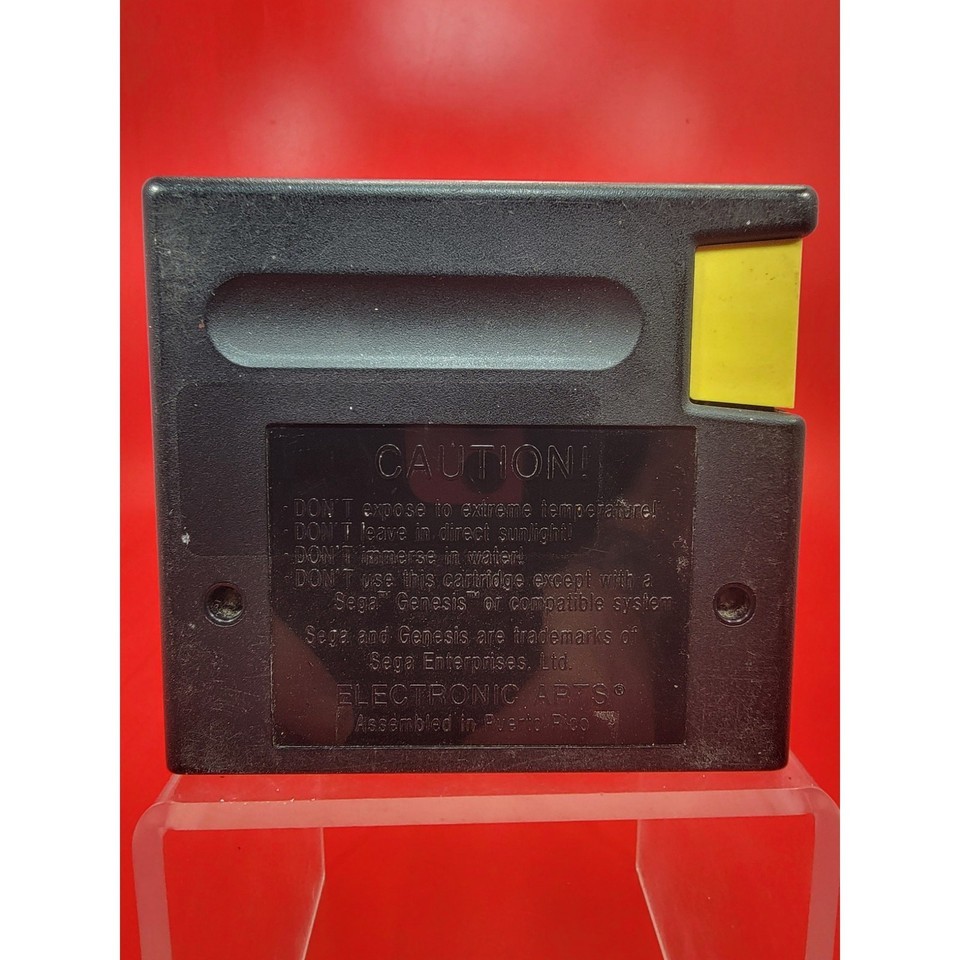 CAUTION!
- DON'T expose to extreme temperature!
- DON'T leave in direct sunlight!
- DON'T immerse in water!
- DON'T use this cartridge except with a
Sega™ Genesis™ or compatible system
Sega and Genesis are trademarks of
Sega Enterprises, Ltd.
ELECTRONIC ARTS®
Assembled in Puerto Rico